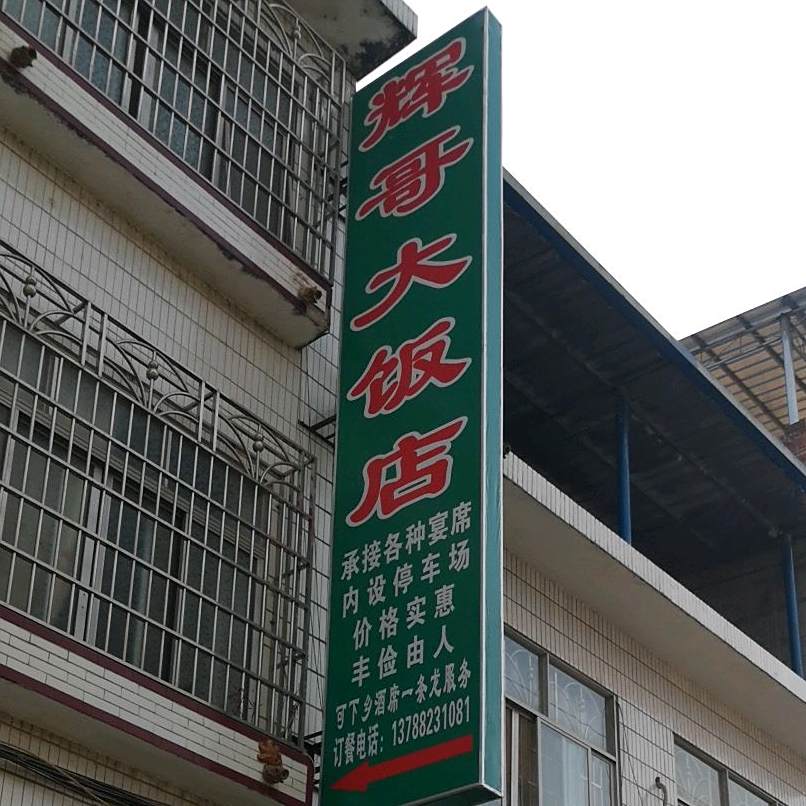 辉哥大饭店
承接各种宴席
内设停车场
价格实惠
丰俭由人
可下乡酒席一条龙服务
订餐电话：13788231081